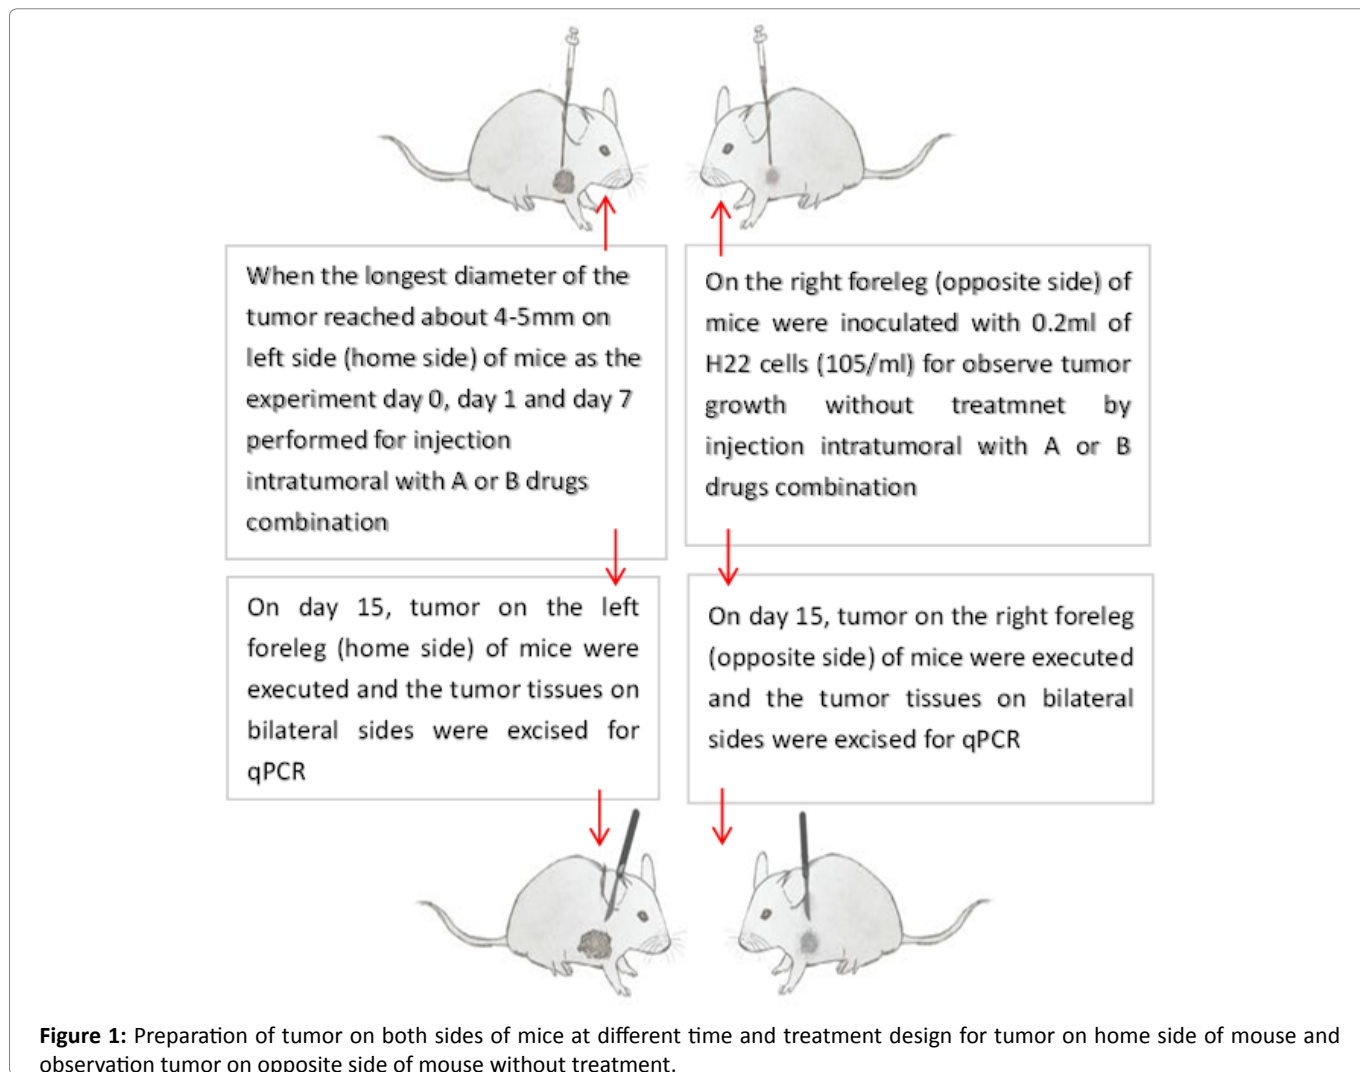 When the longest diameter of the
tumor reached about 4-5mm on
left side (home side) of mice as the
experiment day 0, day 1 and day 7
performed for injection
intratumoral with A or B drugs
combination
On the right foreleg (opposite side) of
mice were inoculated with 0.2ml of
H22 cells (105/ml) for observe tumor
growth without treatmnet by
injection intratumoral with A or B
drugs combination
On day 15, tumor on the left
foreleg (home side) of mice were
executed and the tumor tissues on
bilateral sides were excised for
qPCR
On day 15, tumor on the right foreleg
(opposite side) of mice were executed
and the tumor tissues on bilateral
sides were excised for qPCR
Figure 1: Preparation of tumor on both sides of mice at different time and treatment design for tumor on home side of mouse and
observation tumor on opposite side of mouse without treatment.